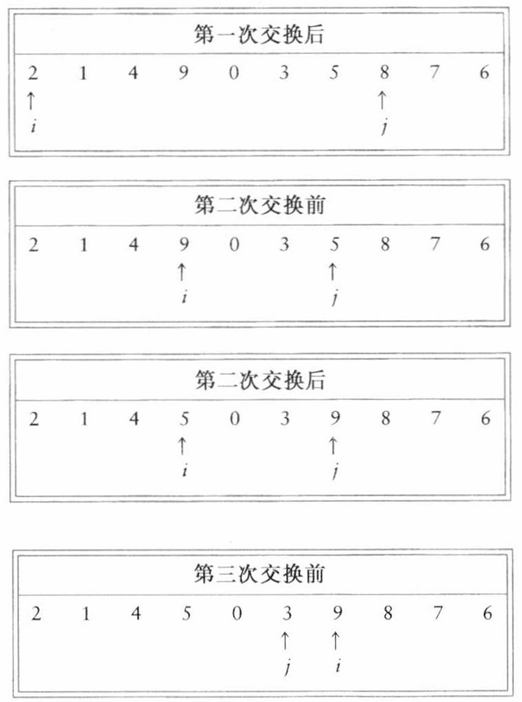 第一次交换后
2 1 4 9 0 3 5 8 7 6
↑ ↑
i j
第二次交换前
2 1 4 9 0 3 5 8 7 6
↑ ↑
i j
第二次交换后
2 1 4 5 0 3 9 8 7 6
↑ ↑
i j
第三次交换前
2 1 4 5 0 3 9 8 7 6
↑ ↑
j i